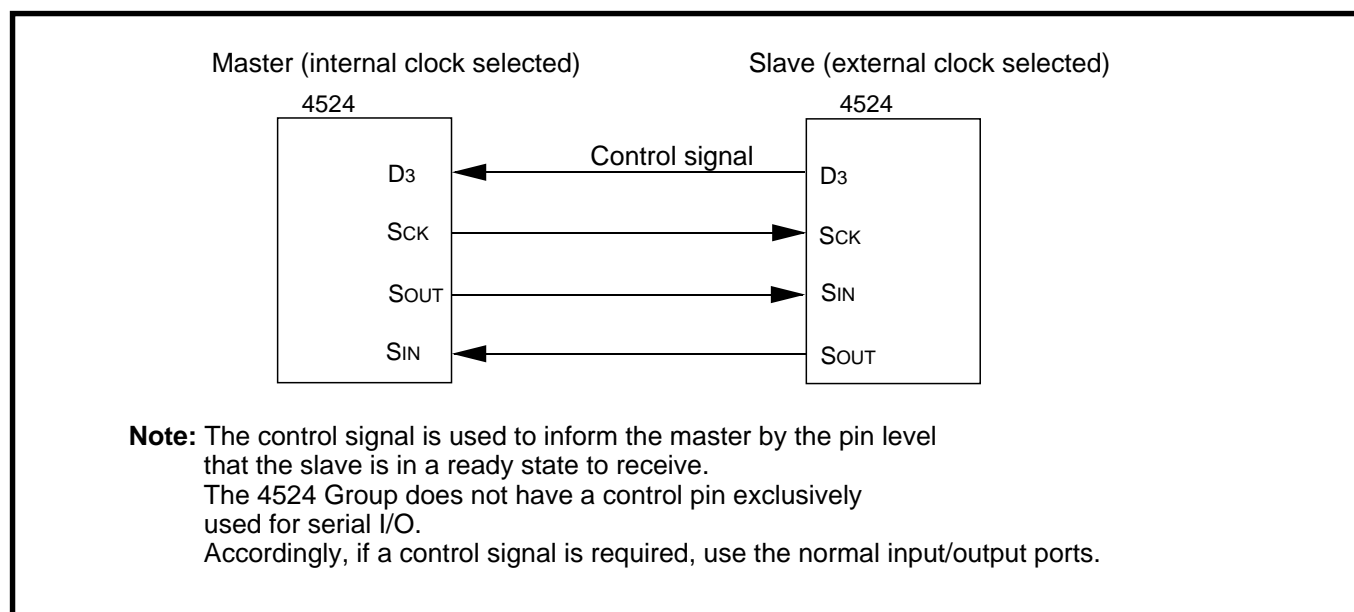 Master (internal clock selected) Slave (external clock selected)
4524 4524
Control signal
D3 D3
SCK SCK
SOUT SIN
SIN SOUT
Note: The control signal is used to inform the master by the pin level
that the slave is in a ready state to receive.
The 4524 Group does not have a control pin exclusively
used for serial I/O.
Accordingly, if a control signal is required, use the normal input/output ports.